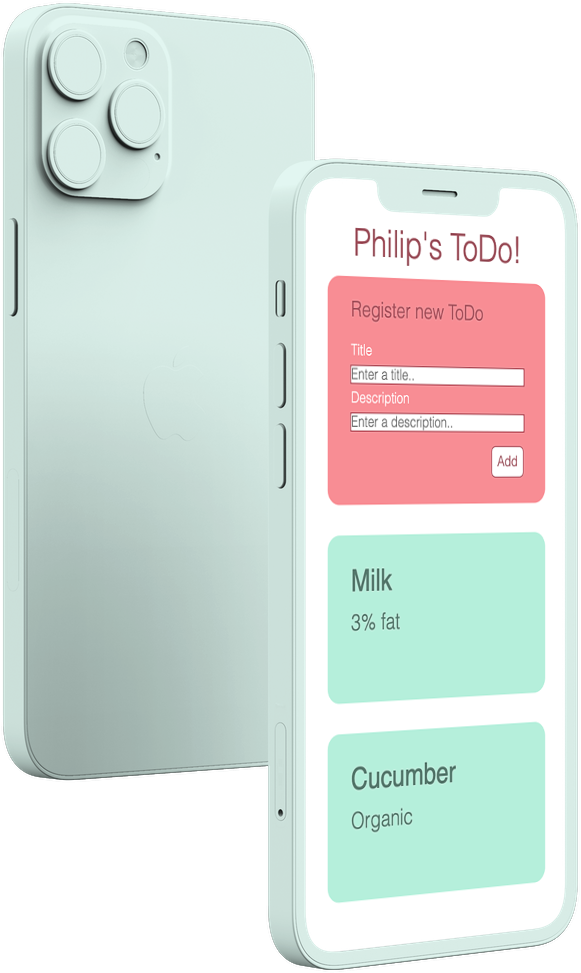 Philip's ToDo!
Register new ToDo
Title
Enter a title..
Description
Enter a description..
Add
Milk
3% fat
Cucumber
Organic